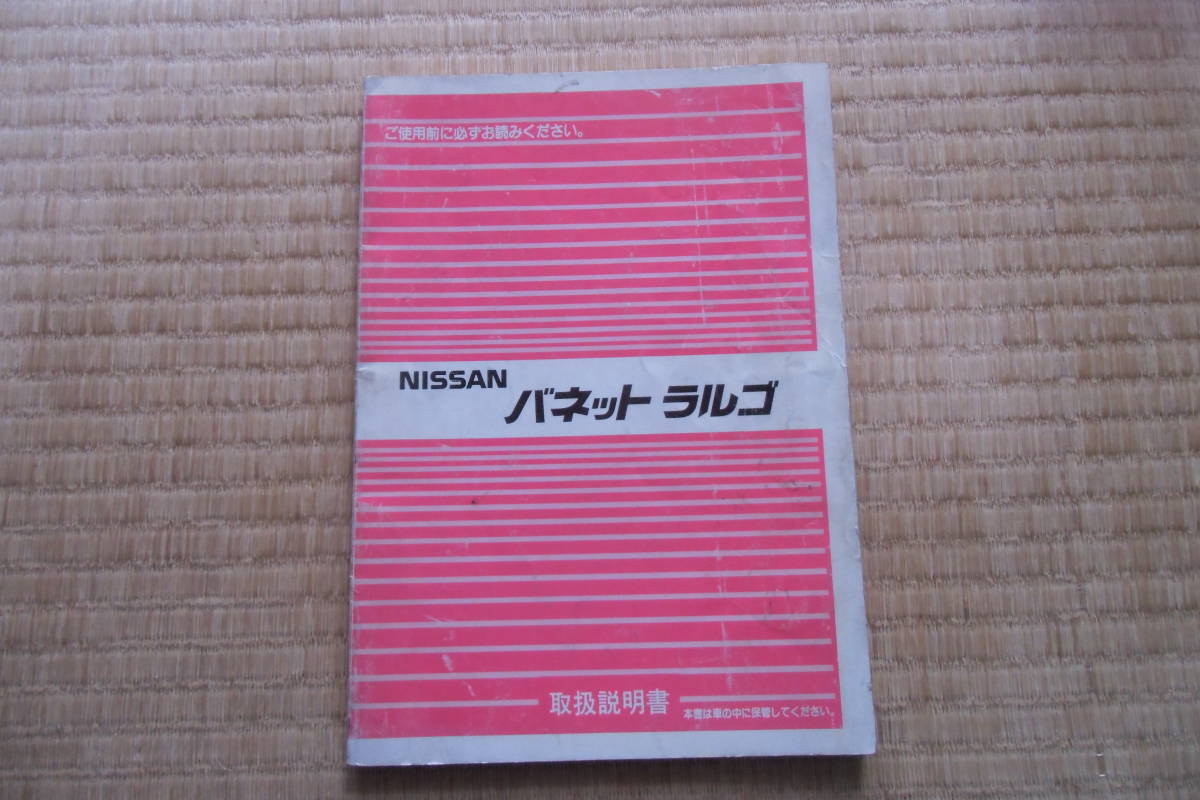 ご使用前に必ずお読みください。
NISSAN
バネット ラルゴ
取扱説明書
本書は車の中に保管してください。